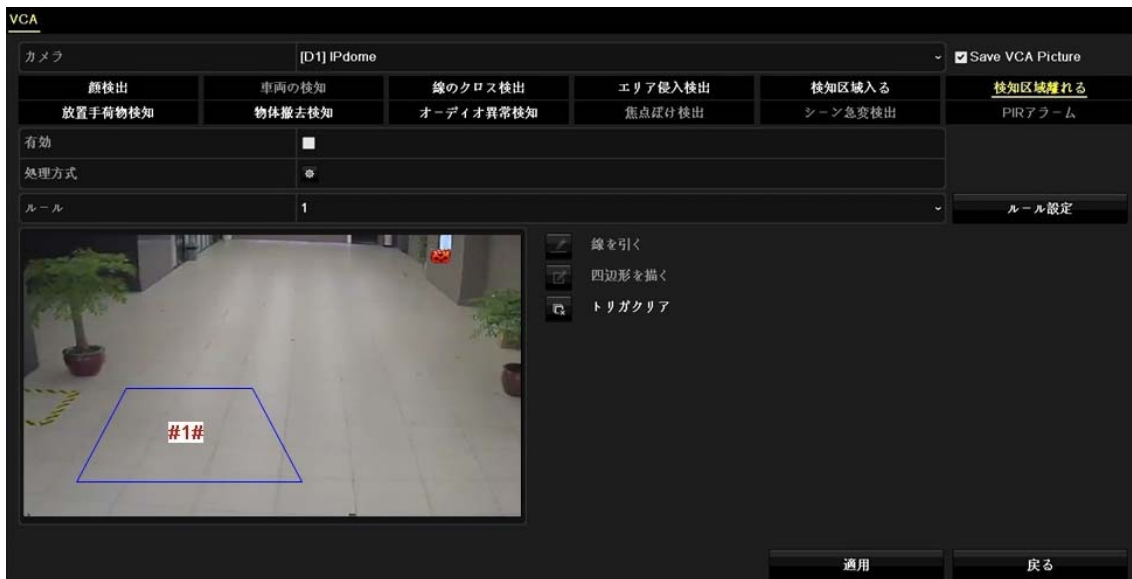 VCA
カメラ [D1] IPdome Save VCA Picture
顔検出 車両の検知 線のクロス検出 エリア侵入検出 検知区域入る 検知区域離れる
放置手荷物検知 物体撤去検知 オーディオ異常検知 焦点ぼけ検出 シーン急変検出 PIRアラーム
有効
処理方式
ルール 1 ルール設定
線を引く
四辺形を描く
トリガクリア
#1#
適用 戻る